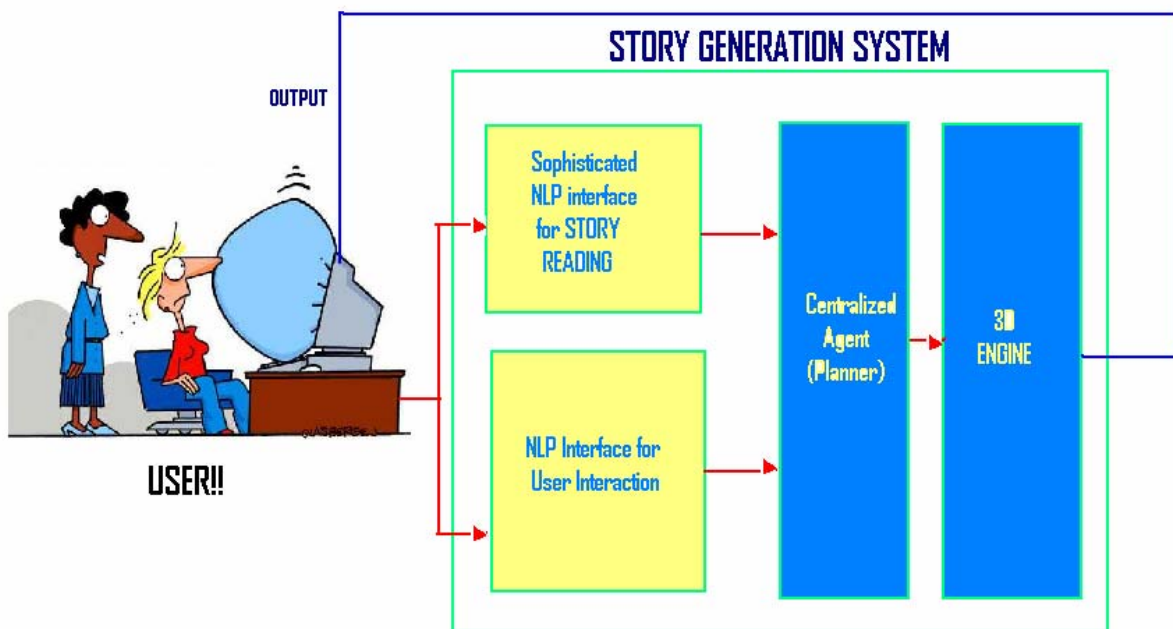 STORY GENERATION SYSTEM
OUTPUT
Sophisticated
NLP interface
for STORY
READING
NLP Interface for
User Interaction
Centralized
Agent
(Planner)
3D
ENGINE
USER!!